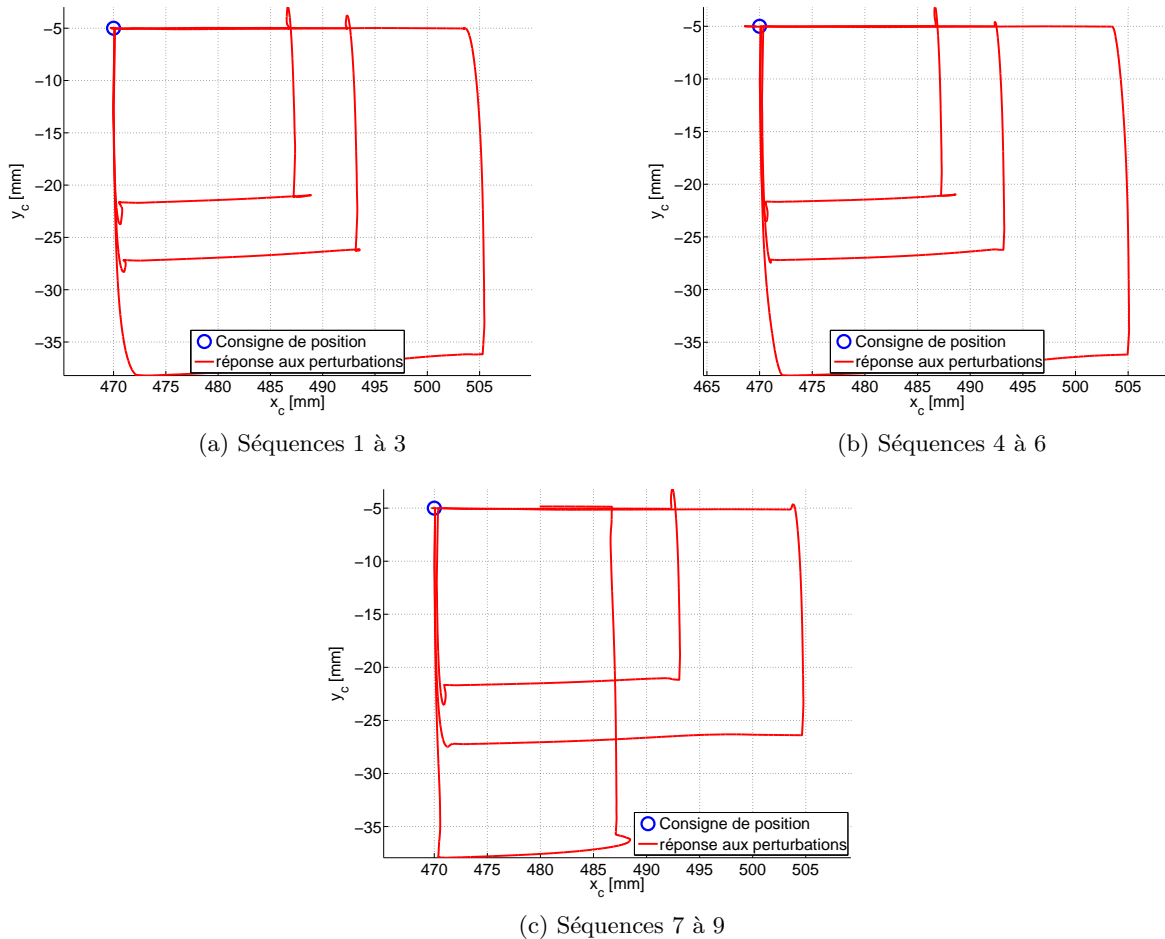 −5
−10
−15
−20
−25
−30
−35
y_c [mm]
470 475 480 485 490 495 500 505
x_c [mm]
Consigne de position
réponse aux perturbations
(a) Séquences 1 à 3
−5
−10
−15
−20
−25
−30
−35
y_c [mm]
465 470 475 480 485 490 495 500 505
x_c [mm]
Consigne de position
réponse aux perturbations
(b) Séquences 4 à 6
−5
−10
−15
−20
−25
−30
−35
y_c [mm]
470 475 480 485 490 495 500 505
x_c [mm]
Consigne de position
réponse aux perturbations
(c) Séquences 7 à 9